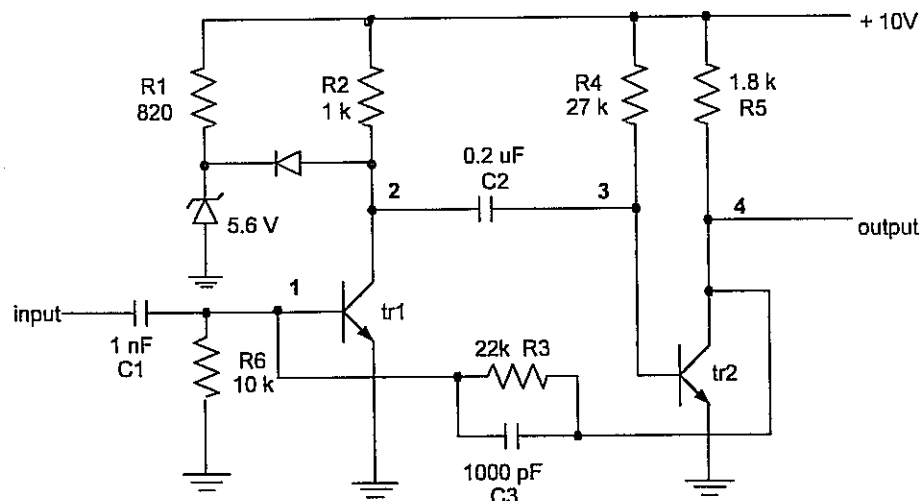 + 10V
R1
820
R2
1 k
R4
27 k
1.8 k
R5
0.2 uF
C2
2
3
4
5.6 V
output
1
input
tr1
1 nF
C1
R6
10 k
22k R3
tr2
1000 pF
C3